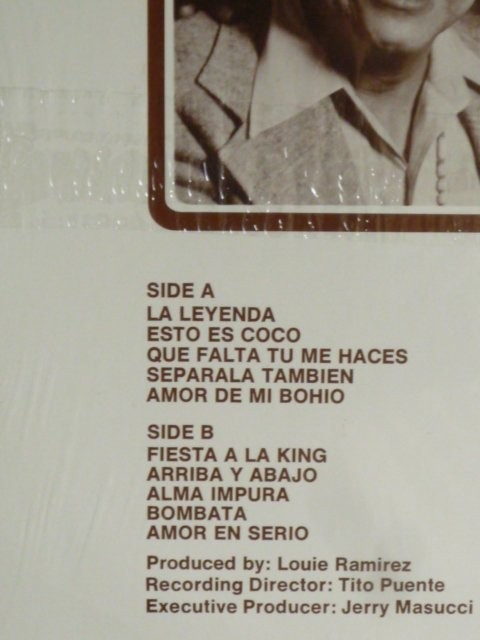 SIDE A
LA LEYENDA
ESTO ES COCO
QUE FALTA TU ME HACES
SEPARALA TAMBIEN
AMOR DE MI BOHIO
SIDE B
FIESTA A LA KING
ARRIBA Y ABAJO
ALMA IMPURA
BOMBATA
AMOR EN SERIO
Produced by: Louie Ramirez
Recording Director: Tito Puente
Executive Producer: Jerry Masucci